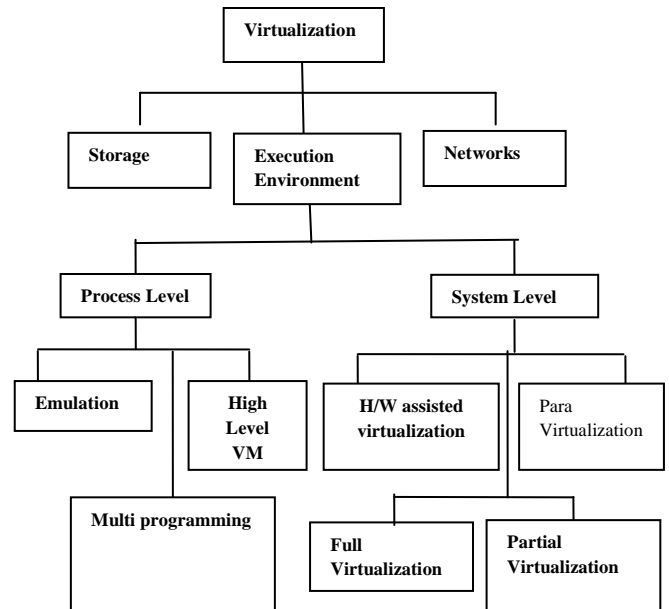 Virtualization
Storage
Execution
Environment
Networks
Process Level
System Level
Emulation
High
Level
VM
H/W assisted
virtualization
Para
Virtualization
Multi programming
Full
Virtualization
Partial
Virtualization